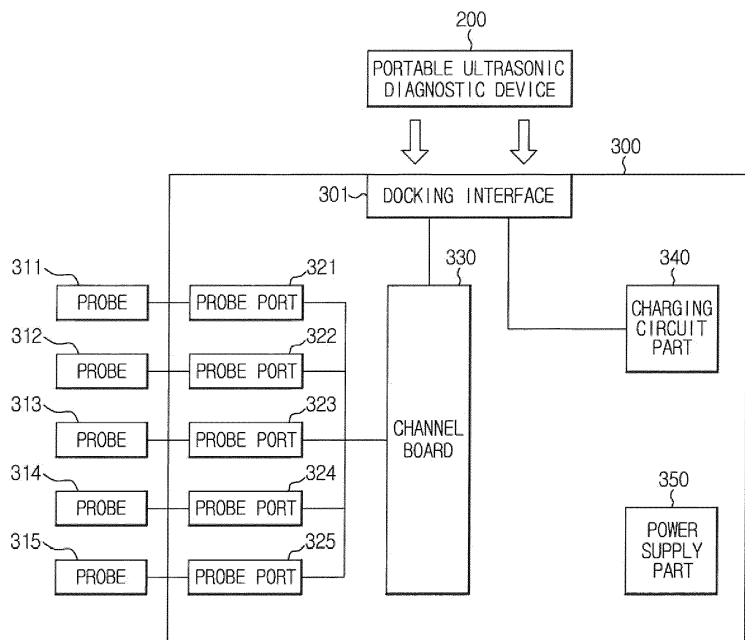 200
PORTABLE ULTRASONIC
DIAGNOSTIC DEVICE
300
301
DOCKING INTERFACE
311
321
330
340
PROBE
PROBE PORT
CHARGING
CIRCUIT
PART
312
322
PROBE
PROBE PORT
313
323
PROBE
PROBE PORT
CHANNEL
BOARD
314
324
350
PROBE
PROBE PORT
POWER
SUPPLY
PART
315
325
PROBE
PROBE PORT